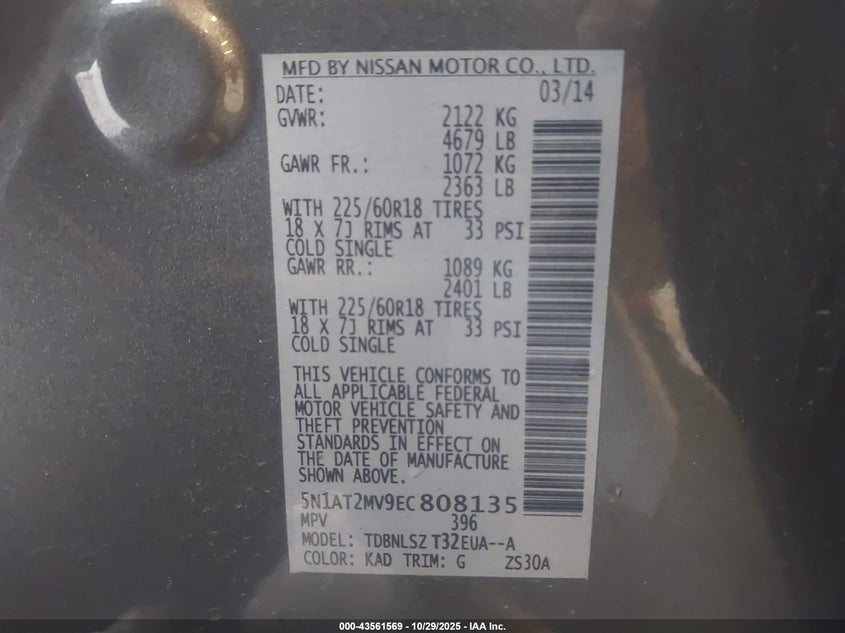 MFD BY NISSAN MOTOR CO., LTD.
DATE: 03/14
GVWR: 2122 KG
4679 LB
GAWR FR.: 1072 KG
2363 LB
WITH 225/60R18 TIRES
18 X 7J RIMS AT 33 PSI
COLD SINGLE
GAWR RR.: 1089 KG
2401 LB
WITH 225/60R18 TIRES
18 X 7J RIMS AT 33 PSI
COLD SINGLE
THIS VEHICLE CONFORMS TO
ALL APPLICABLE FEDERAL
MOTOR VEHICLE SAFETY AND
THEFT PREVENTION
STANDARDS IN EFFECT ON
THE DATE OF MANUFACTURE
SHOWN ABOVE.
5N1AT2MV9EC808135
MPV 396
MODEL: TDBNLSZ T32EUA--A
COLOR: KAD TRIM: G ZS30A
000-43561569 | 10/29/2025 - IAA Inc.